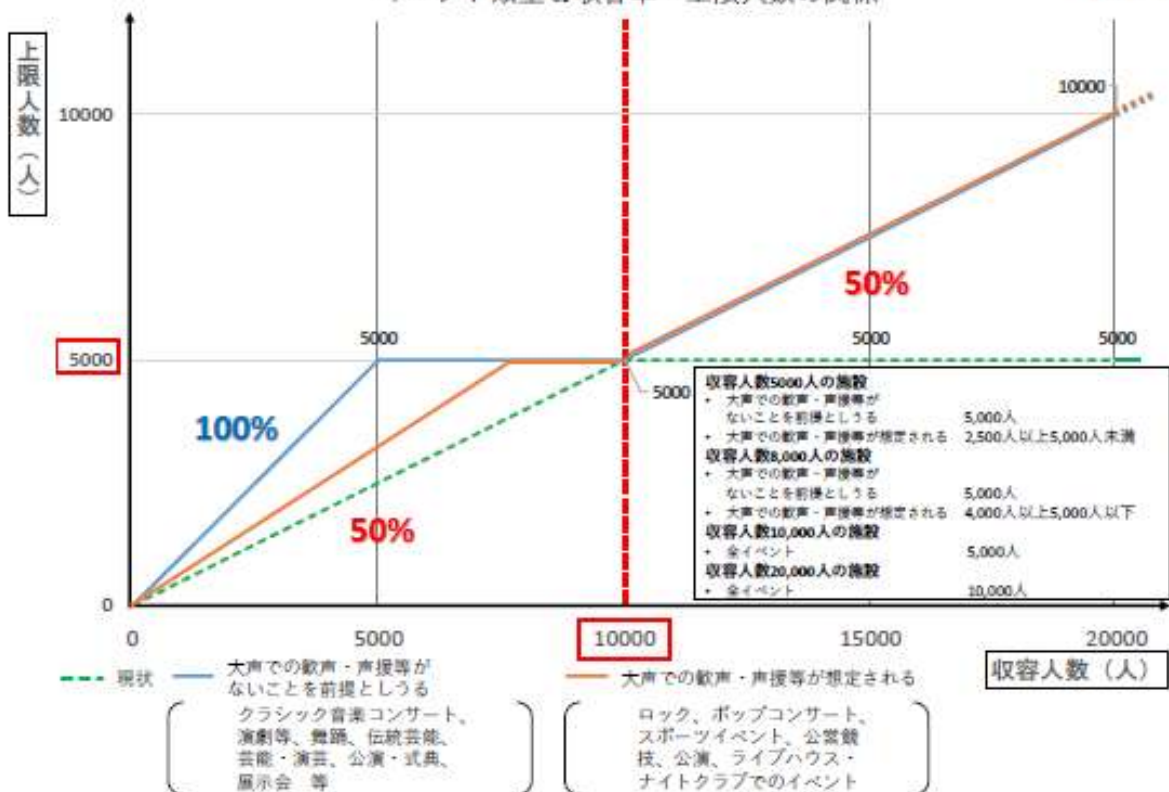 上限人数（人）
10000
5000
0
10000
5000
5000
5000
5000
100%
50%
50%
収容人数5000人の施設
・ 大声での歓声・声援等が
ないことを前提としうる 5,000人
・ 大声での歓声・声援等が想定される 2,500人以上5,000人未満
収容人数8,000人の施設
・ 大声での歓声・声援等が
ないことを前提としうる 5,000人
・ 大声での歓声・声援等が想定される 4,000人以上5,000人以下
収容人数10,000人の施設
・ 全イベント 5,000人
収容人数20,000人の施設
・ 全イベント 10,000人
0 5000 10000 15000 20000
収容人数（人）
現状
大声での歓声・声援等が
ないことを前提としうる
大声での歓声・声援等が想定される
クラシック音楽コンサート、
演劇等、舞踊、伝統芸能、
芸能・演芸、公演・式典、
展示会 等
ロック、ポップコンサート、
スポーツイベント、公営競
技、公演、ライブハウス・
ナイトクラブでのイベント